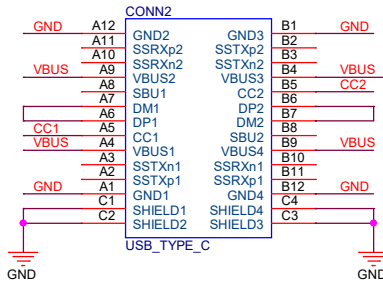 CONN2
GND A12 GND2 GND3 B1 GND
A11 SSRXp2 SSTXp2 B2
A10 SSRXn2 SSTXn2 B3
VBUS A9 VBUS2 VBUS3 B4 VBUS
A8 SBU1 CC2 B5 CC2
A7 DM1 DP2 B6
A6 DP1 DM2 B7
CC1 A5 CC1 SBU2 B8
VBUS A4 VBUS1 VBUS4 B9 VBUS
A3 SSTXn1 SSRXn1 B10
A2 SSTXp1 SSRXp1 B11
GND A1 GND1 GND4 B12 GND
C1 SHIELD1 SHIELD4 C4
C2 SHIELD2 SHIELD3 C3
USB_TYPE_C
GND GND